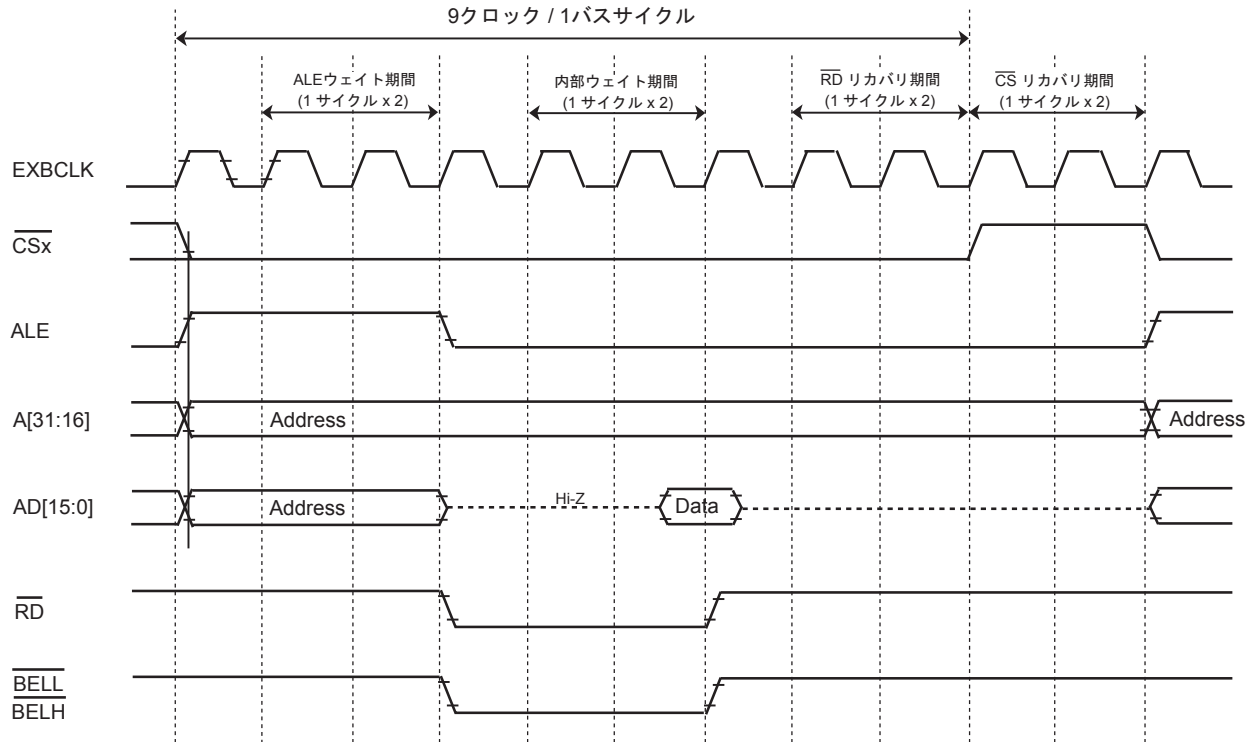 9クロック / 1バスサイクル
ALEウェイト期間
(1 サイクル x 2)
内部ウェイト期間
(1 サイクル x 2)
RD リカバリ期間
(1 サイクル x 2)
CS リカバリ期間
(1 サイクル x 2)
EXBCLK
CSx
ALE
A[31:16]
Address
Address
AD[15:0]
Address
Hi-Z
Data
RD
BELL
BELH